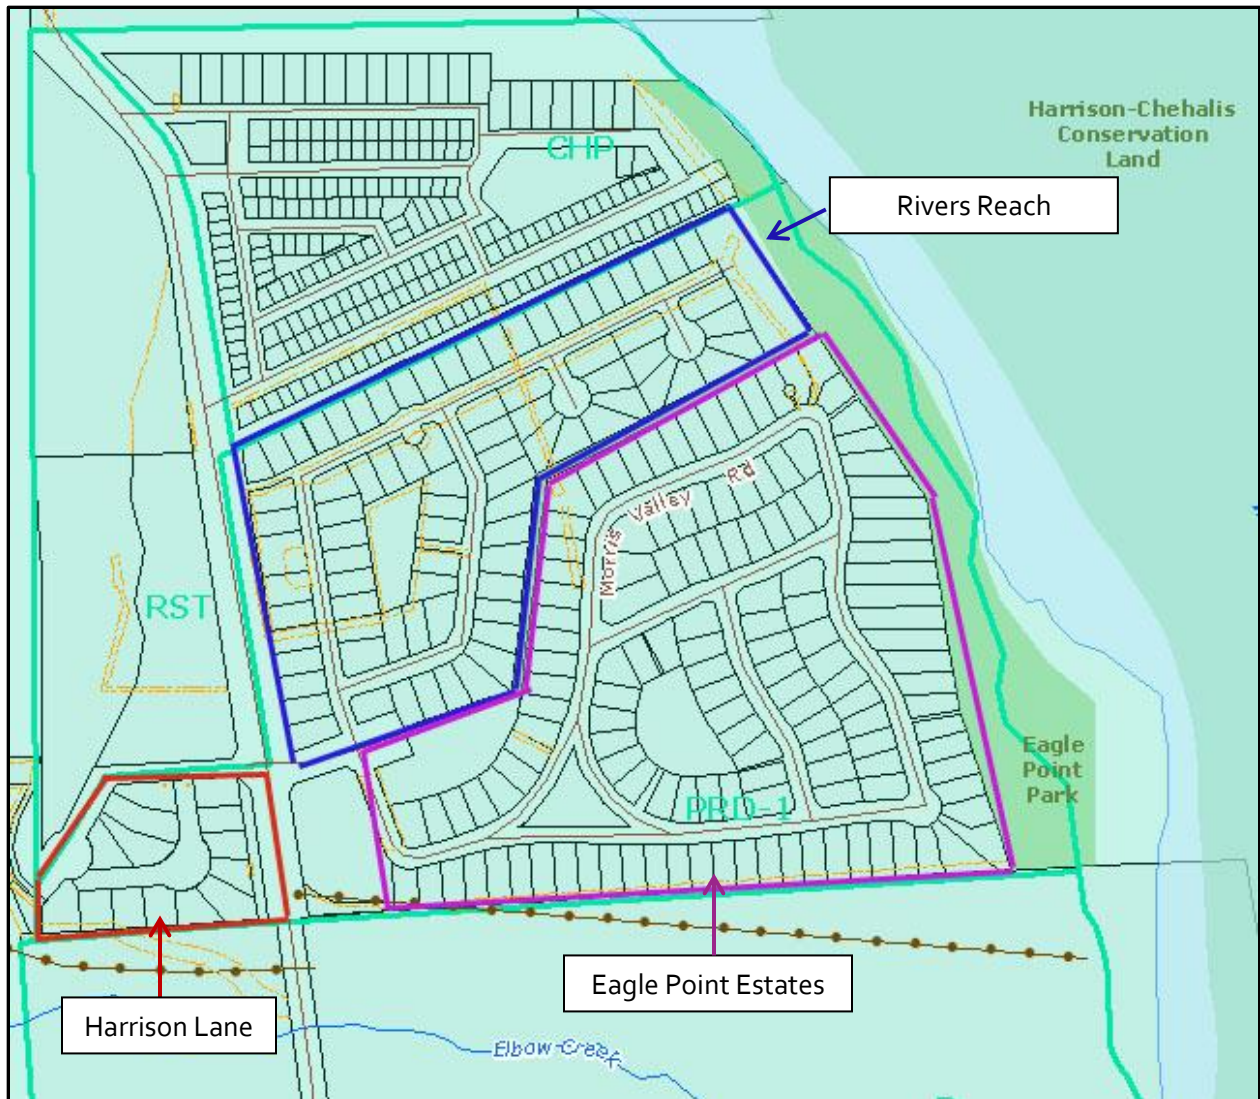 Harrison-Chehalis
Conservation
Land
CHP
Rivers Reach
Morris Valley Rd
RST
Eagle
Point
Park
PRD-1
Eagle Point Estates
Harrison Lane
Elbow Creek